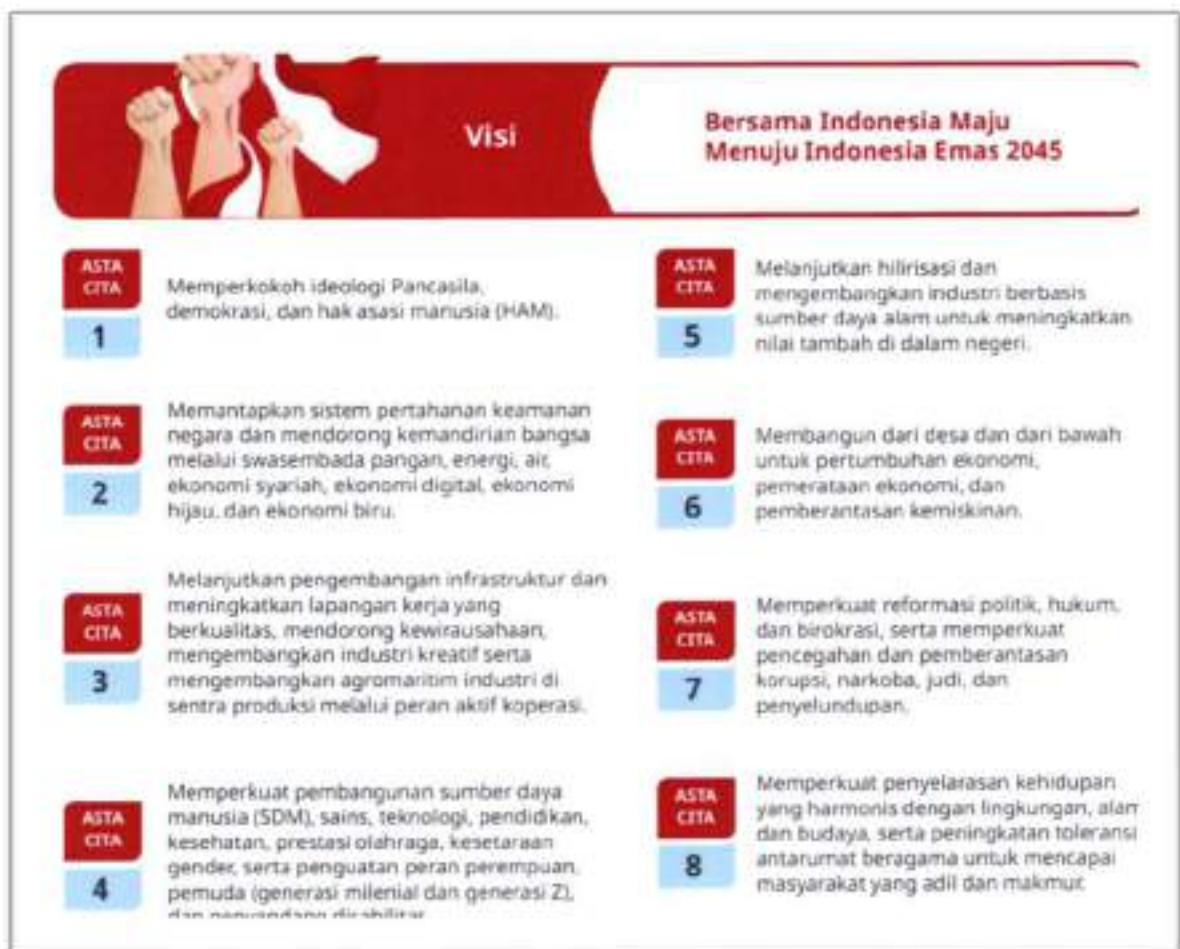 Visi
Bersama Indonesia Maju
Menuju Indonesia Emas 2045
ASTA
CITA
1
Memperkokoh ideologi Pancasila,
demokrasi, dan hak asasi manusia (HAM).
ASTA
CITA
2
Memantapkan sistem pertahanan keamanan
negara dan mendorong kemandirian bangsa
melalui swasembada pangan, energi, air,
ekonomi syariah, ekonomi digital, ekonomi
hijau, dan ekonomi biru.
ASTA
CITA
3
Melanjutkan pengembangan infrastruktur dan
meningkatkan lapangan kerja yang
berkualitas, mendorong kewirausahaan,
mengembangkan industri kreatif serta
mengembangkan agromaritim industri di
sentra produksi melalui peran aktif koperasi.
ASTA
CITA
4
Memperkuat pembangunan sumber daya
manusia (SDM), sains, teknologi, pendidikan,
kesehatan, prestasi olahraga, kesetaraan
gender, serta penguatan peran perempuan,
pemuda (generasi milenial dan generasi Z),
dan penyandang disabilitas
ASTA
CITA
5
Melanjutkan hilirisasi dan
mengembangkan industri berbasis
sumber daya alam untuk meningkatkan
nilai tambah di dalam negeri.
ASTA
CITA
6
Membangun dari desa dan dari bawah
untuk pertumbuhan ekonomi,
pemerataan ekonomi, dan
pemberantasan kemiskinan.
ASTA
CITA
7
Memperkuat reformasi politik, hukum,
dan birokrasi, serta memperkuat
pencegahan dan pemberantasan
korupsi, narkoba, judi, dan
penyelundupan.
ASTA
CITA
8
Memperkuat penyelarasan kehidupan
yang harmonis dengan lingkungan, alam
dan budaya, serta peningkatan toleransi
antarumat beragama untuk mencapai
masyarakat yang adil dan makmur.